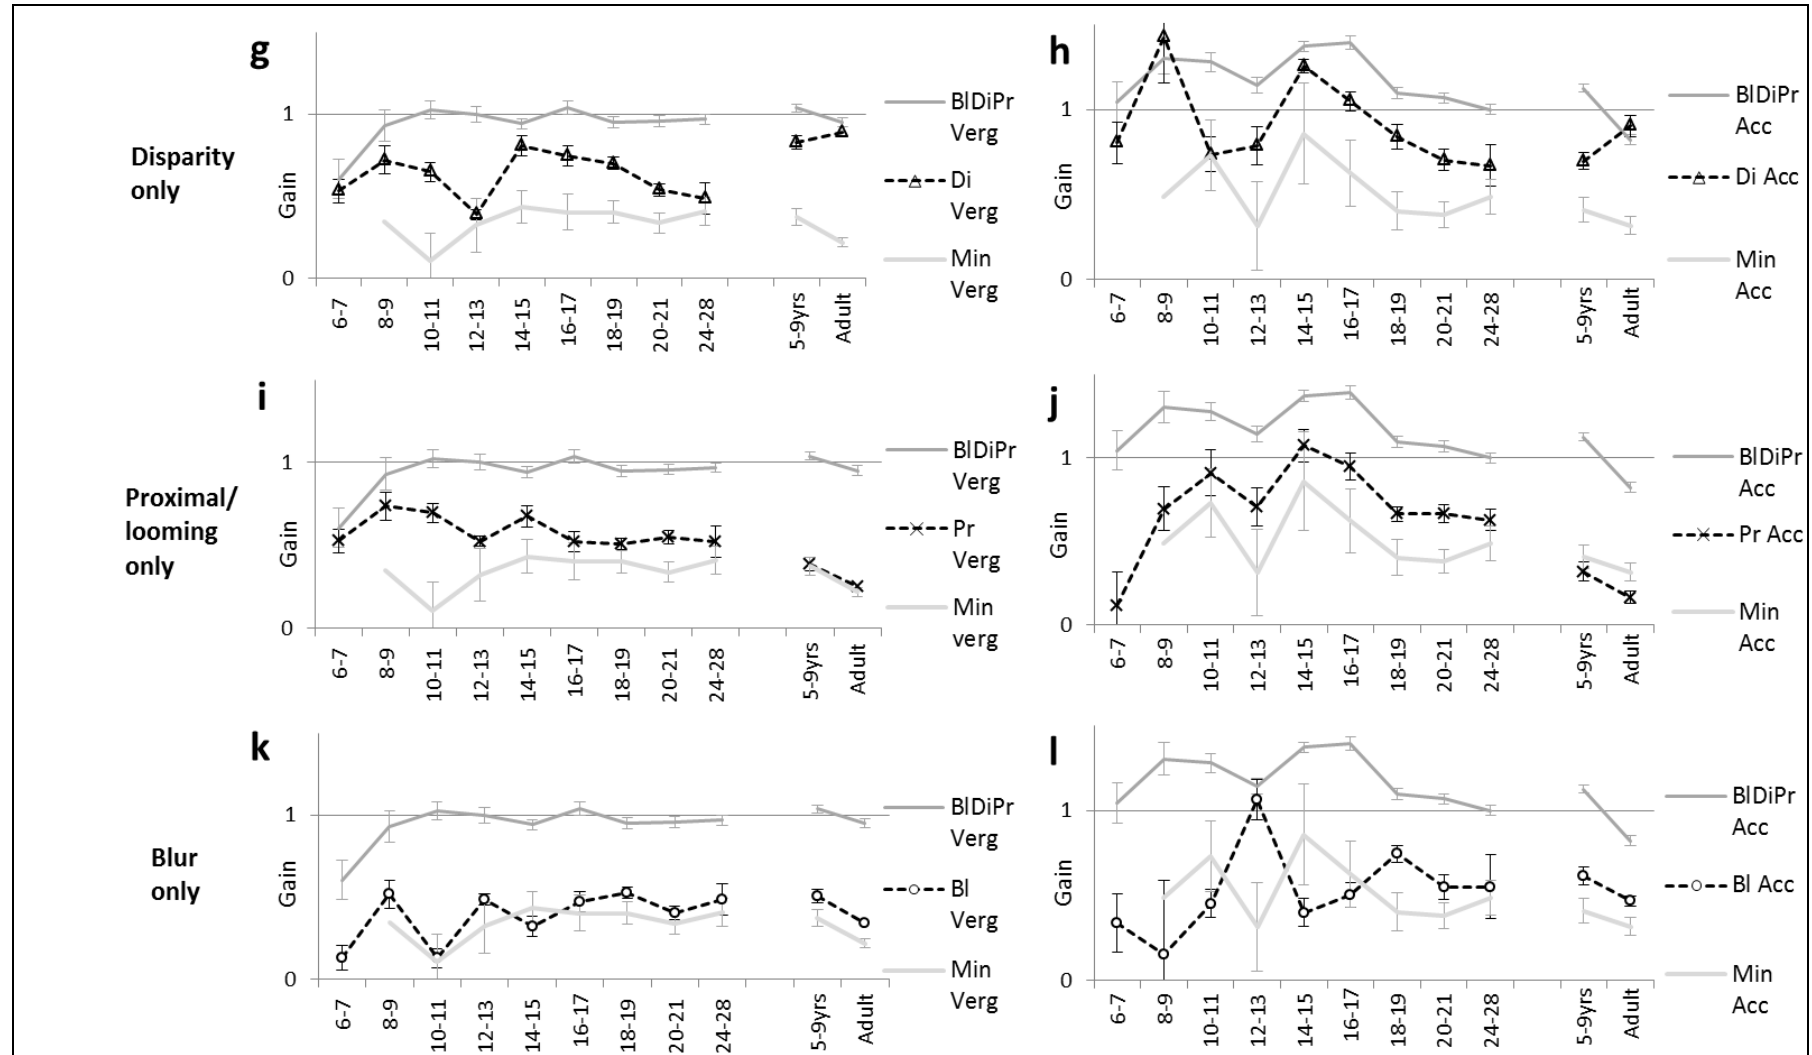 g
Disparity
only
Gain
1
0
6-7
8-9
10-11
12-13
14-15
16-17
18-19
20-21
24-28
5-9yrs
Adult
BlDiPr
Verg
Di
Verg
Min
Verg
h
Gain
1
0
6-7
8-9
10-11
12-13
14-15
16-17
18-19
20-21
24-28
5-9yrs
Adult
BlDiPr
Acc
Di Acc
Min
Acc
i
Proximal/
looming
only
Gain
1
0
6-7
8-9
10-11
12-13
14-15
16-17
18-19
20-21
24-28
5-9yrs
Adult
BlDiPr
Verg
Pr
Verg
Min
verg
j
Gain
1
0
6-7
8-9
10-11
12-13
14-15
16-17
18-19
20-21
24-28
5-9yrs
Adult
BlDiPr
Acc
Pr Acc
Min
Acc
k
Blur
only
Gain
1
0
6-7
8-9
10-11
12-13
14-15
16-17
18-19
20-21
24-28
5-9yrs
Adult
BlDiPr
Verg
Bl
Verg
Min
Verg
l
Gain
1
0
6-7
8-9
10-11
12-13
14-15
16-17
18-19
20-21
24-28
5-9yrs
Adult
BlDiPr
Acc
Bl Acc
Min
Acc